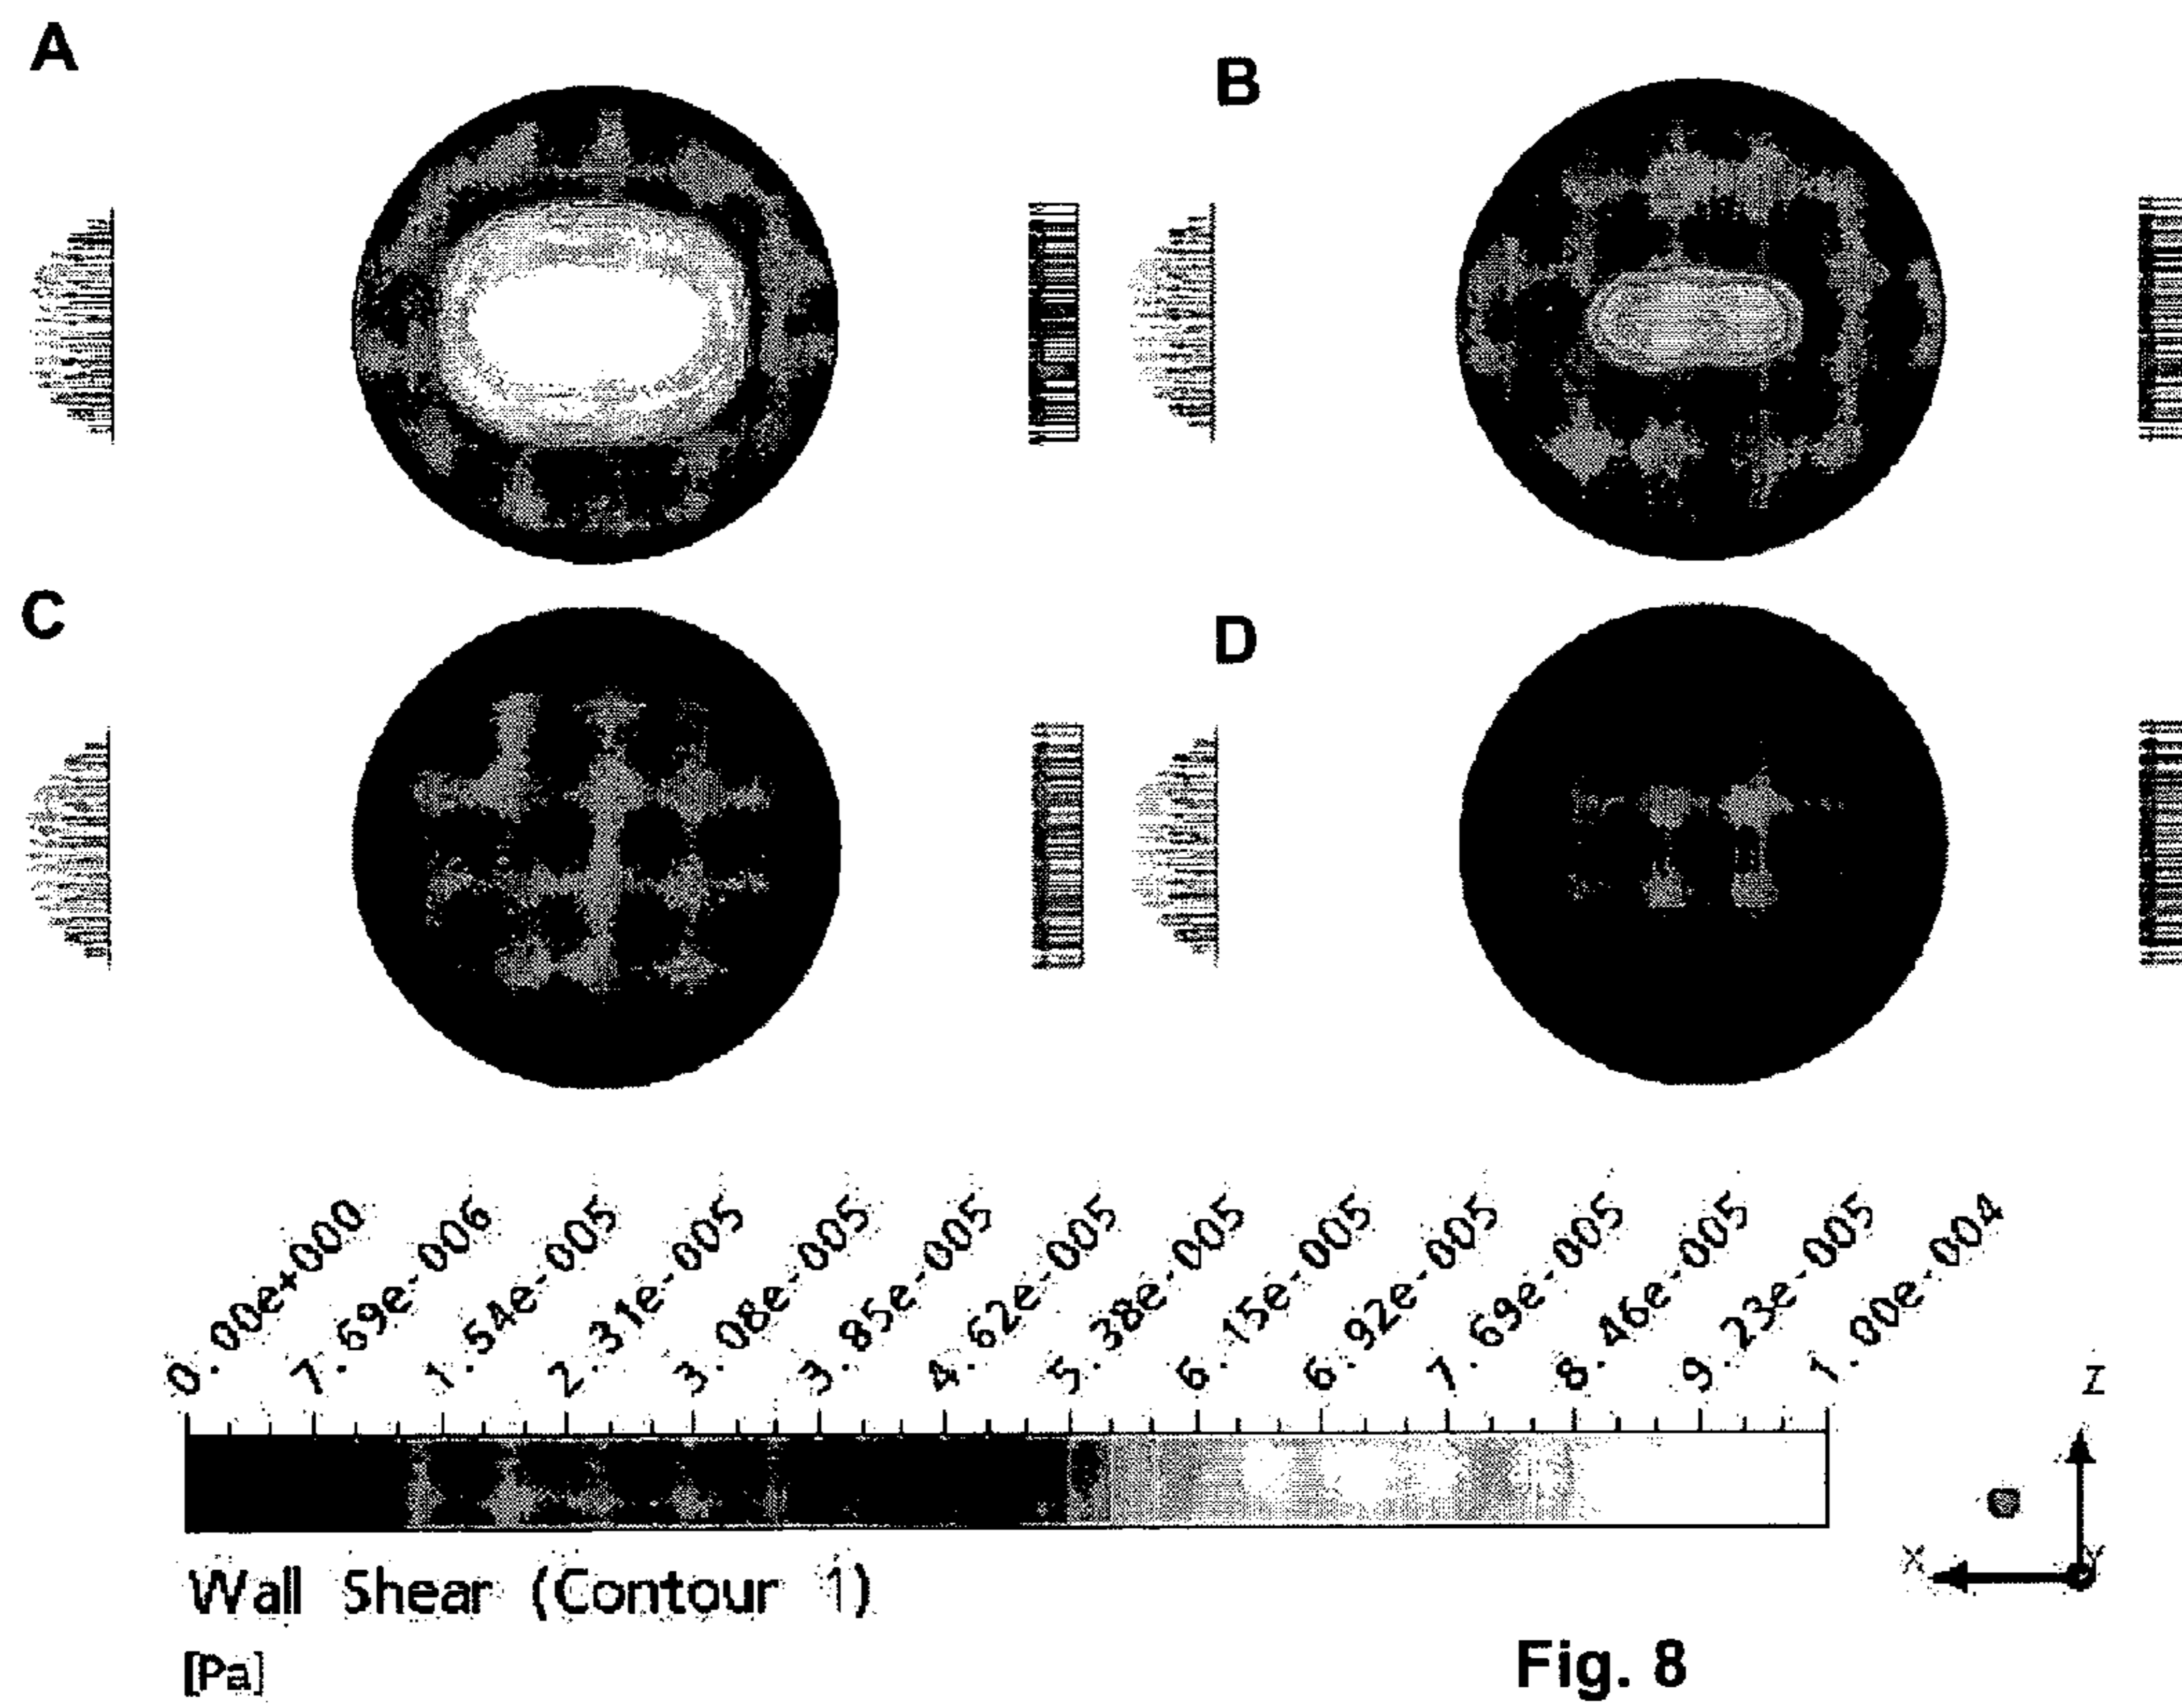 A
B
C
D
0.00e+000
7.69e-006
1.54e-005
2.31e-005
3.08e-005
3.85e-005
4.62e-005
5.38e-005
6.15e-005
6.92e-005
7.69e-005
8.46e-005
9.23e-005
1.00e-004
Z
X
Y
Wall Shear (Contour 1)
[Pa]
Fig. 8